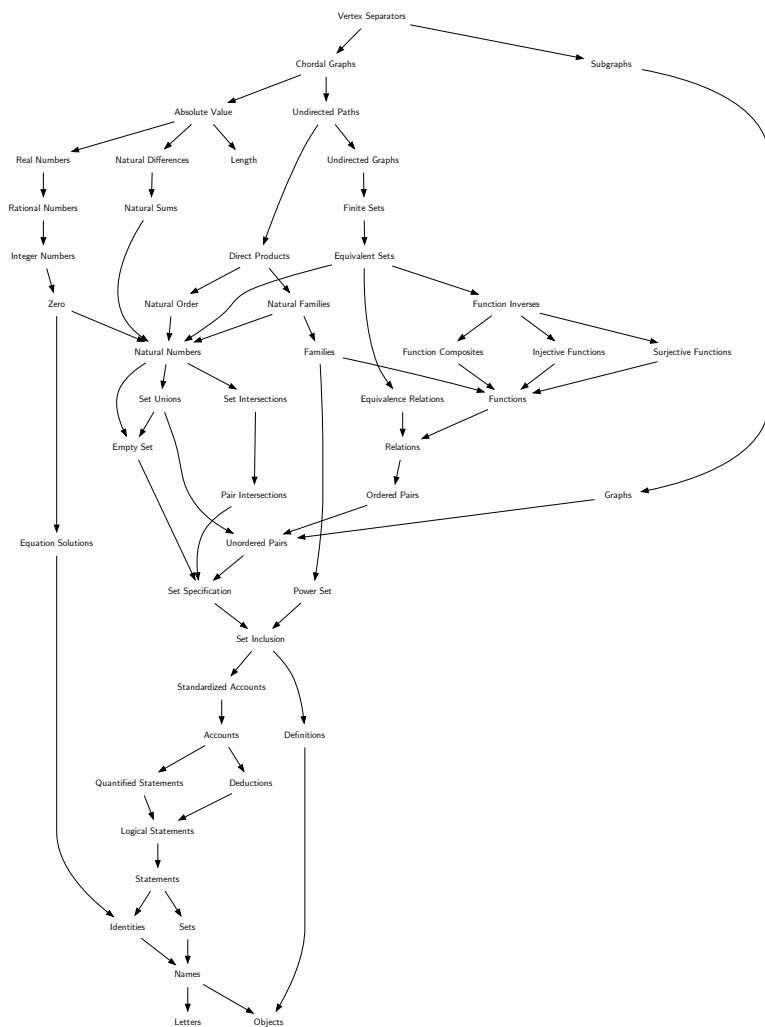 Vertex Separators
Chordal Graphs
Subgraphs
Absolute Value
Undirected Paths
Real Numbers
Natural Differences
Length
Undirected Graphs
Rational Numbers
Natural Sums
Finite Sets
Integer Numbers
Direct Products
Equivalent Sets
Zero
Natural Order
Natural Families
Function Inverses
Natural Numbers
Families
Function Composites
Injective Functions
Surjective Functions
Set Unions
Set Intersections
Equivalence Relations
Functions
Empty Set
Relations
Pair Intersections
Ordered Pairs
Graphs
Equation Solutions
Unordered Pairs
Set Specification
Power Set
Set Inclusion
Standardized Accounts
Accounts
Definitions
Quantified Statements
Deductions
Logical Statements
Statements
Identities
Sets
Names
Letters
Objects